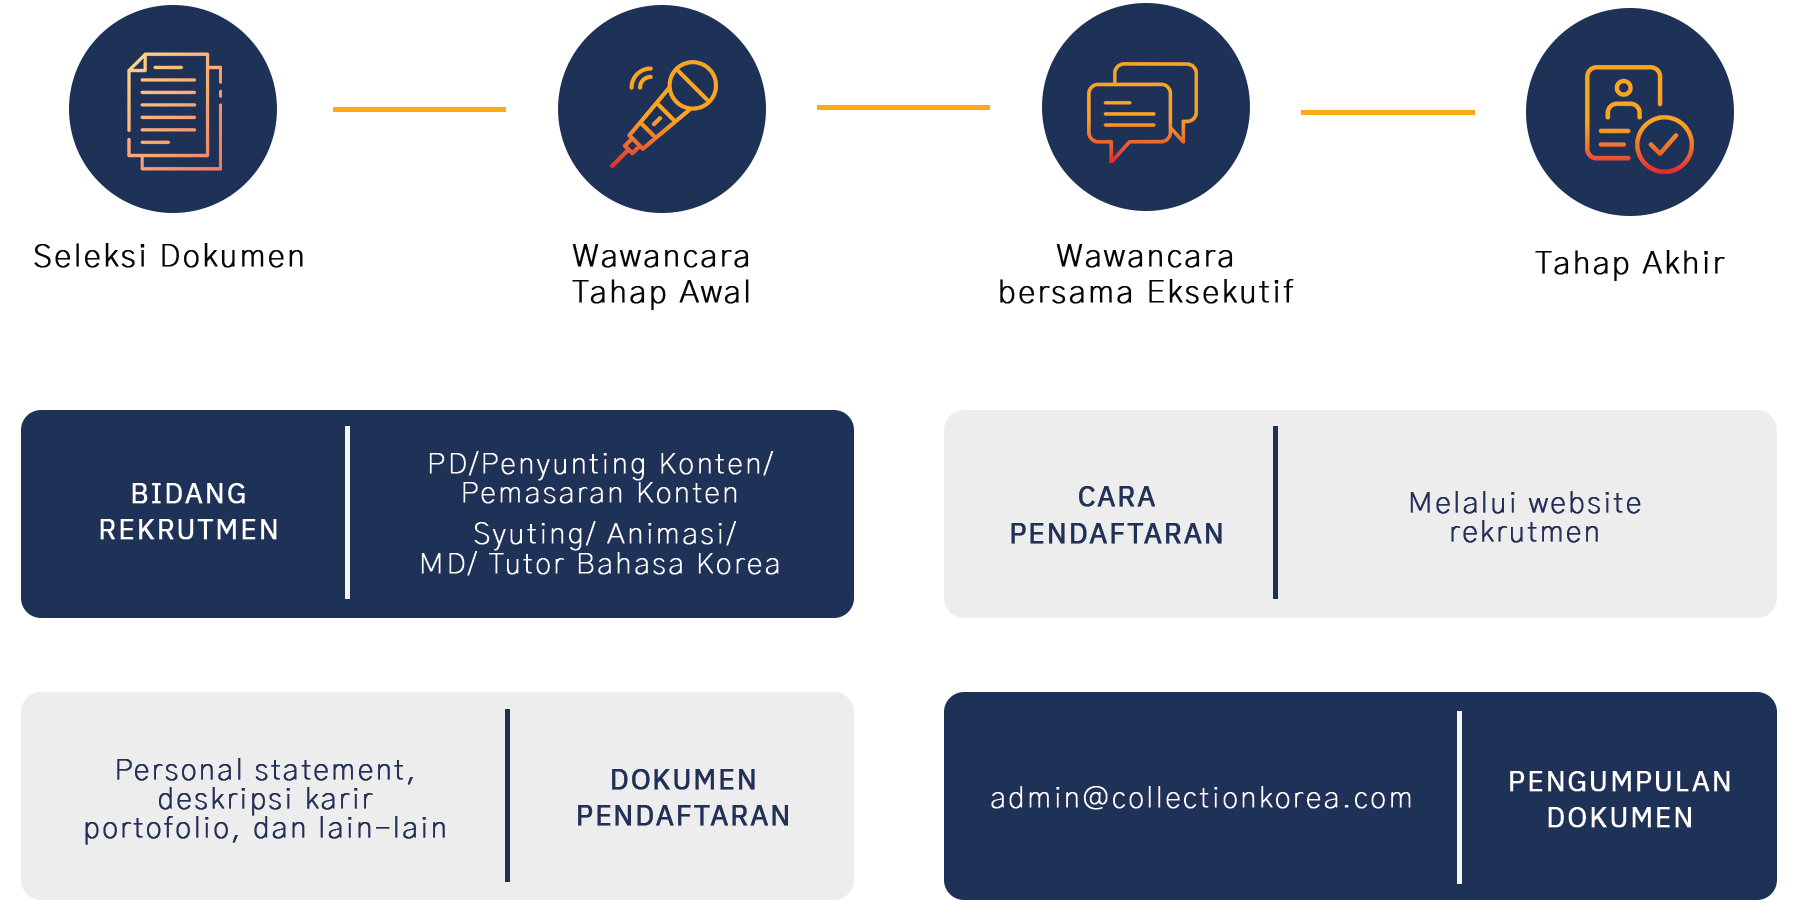 Seleksi Dokumen
Wawancara
Tahap Awal
Wawancara
bersama Eksekutif
Tahap Akhir
BIDANG
REKRUTMEN
PD/Penyunting Konten/
Pemasaran Konten
Syuting/ Animasi/
MD/ Tutor Bahasa Korea
CARA
PENDAFTARAN
Melalui website
rekrutmen
Personal statement,
deskripsi karir
portofolio, dan lain-lain
DOKUMEN
PENDAFTARAN
admin@collectionkorea.com
PENGUMPULAN
DOKUMEN